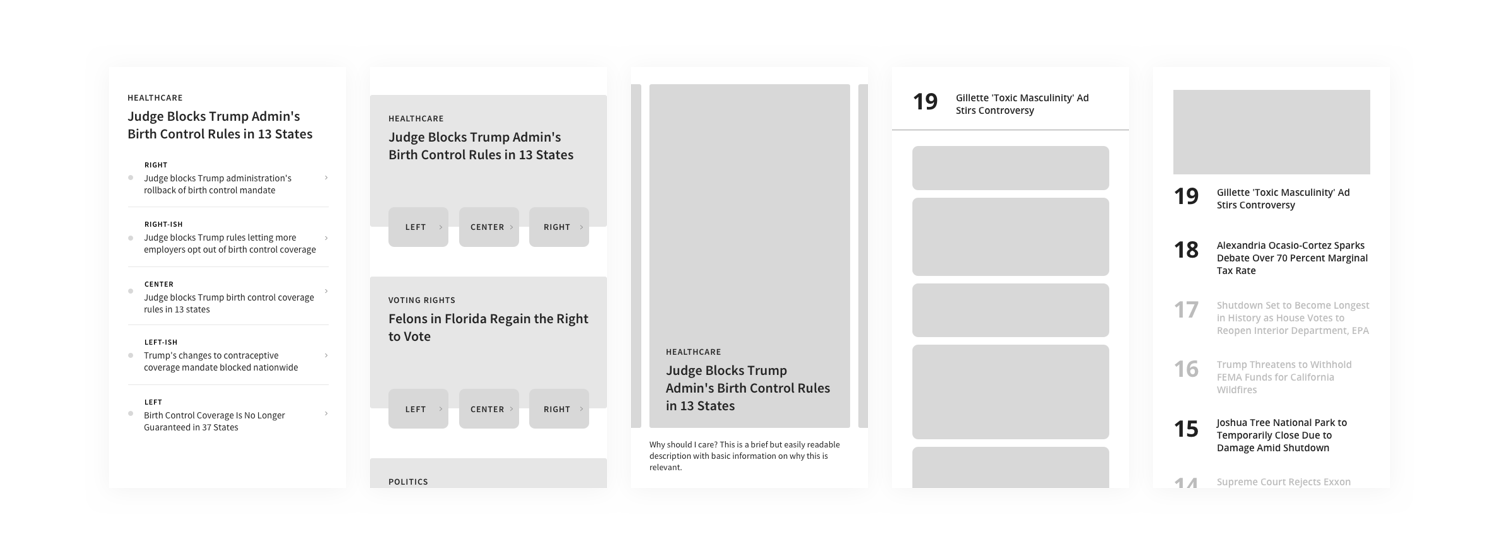 HEALTHCARE
Judge Blocks Trump Admin's
Birth Control Rules in 13 States
RIGHT
Judge blocks Trump administration's
rollback of birth control mandate
RIGHT-ISH
Judge blocks Trump rules letting more
employers opt out of birth control coverage
CENTER
Judge blocks Trump birth control coverage
rules in 13 states
LEFT-ISH
Trump's changes to contraceptive
coverage mandate blocked nationwide
LEFT
Birth Control Coverage Is No Longer
Guaranteed in 37 States
HEALTHCARE
Judge Blocks Trump Admin's
Birth Control Rules in 13 States
LEFT CENTER RIGHT
VOTING RIGHTS
Felons in Florida Regain the Right
to Vote
LEFT CENTER RIGHT
POLITICS
HEALTHCARE
Judge Blocks Trump
Admin's Birth Control Rules
in 13 States
Why should I care? This is a brief but easily readable
description with basic information on why this is
relevant.
19 Gillette 'Toxic Masculinity' Ad
Stirs Controversy
19 Gillette 'Toxic Masculinity' Ad
Stirs Controversy
18 Alexandria Ocasio-Cortez Sparks
Debate Over 70 Percent Marginal
Tax Rate
17 Shutdown Set to Become Longest
in History as House Votes to
Reopen Interior Department, EPA
16 Trump Threatens to Withhold
FEMA Funds for California
Wildfires
15 Joshua Tree National Park to
Temporarily Close Due to
Damage Amid Shutdown
14 Supreme Court Rejects Exxon